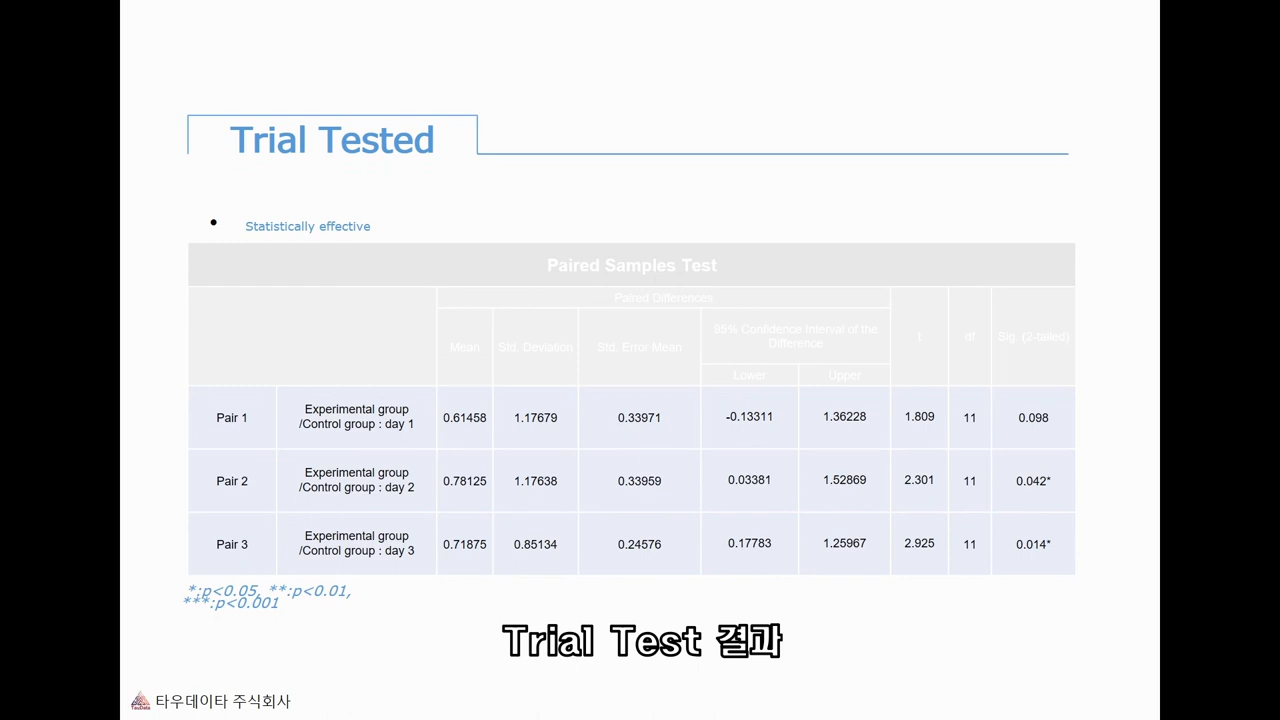 Trial Tested
• Statistically effective
Paired Samples Test
Paired Differences
Mean Std. Deviation Std. Error Mean 95% Confidence Interval of the Difference t df Sig. (2-tailed)
Lower Upper
Pair 1 Experimental group /Control group : day 1 0.61458 1.17679 0.33971 -0.13311 1.36228 1.809 11 0.098
Pair 2 Experimental group /Control group : day 2 0.78125 1.17638 0.33959 0.03381 1.52869 2.301 11 0.042*
Pair 3 Experimental group /Control group : day 3 0.71875 0.85134 0.24576 0.17783 1.25967 2.925 11 0.014*
*:p<0.05, **:p<0.01,
***:p<0.001
Trial Test 결과
TauData 타우데이타 주식회사